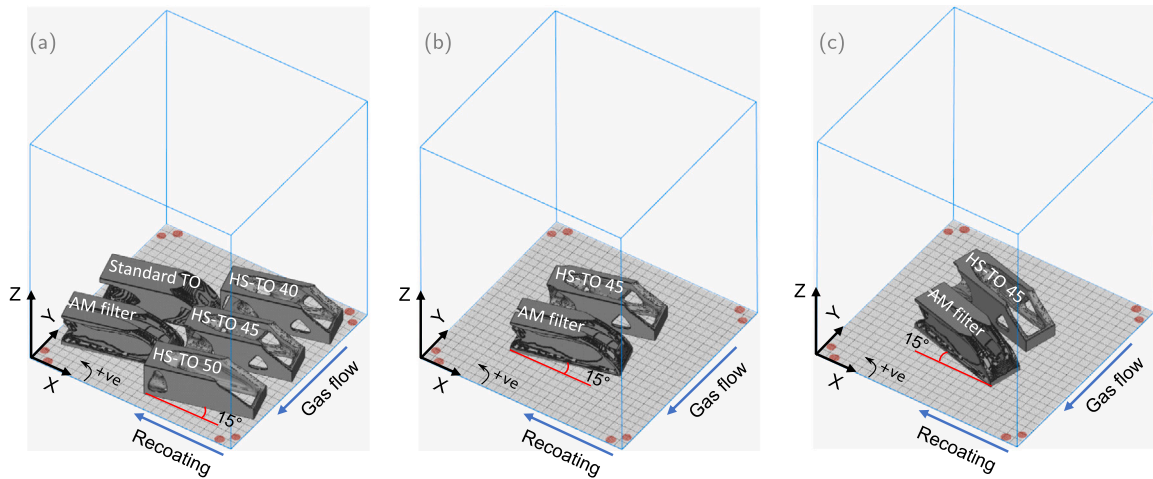 (a)
Standard TO
HS-TO 40
AM filter
HS-TO 45
HS-TO 50
Z
Y
X
+ve
15°
Gas flow
Recoating
(b)
HS-TO 45
AM filter
Z
Y
X
+ve
15°
Gas flow
Recoating
(c)
HS-TO 45
AM filter
Z
Y
X
+ve
15°
Gas flow
Recoating